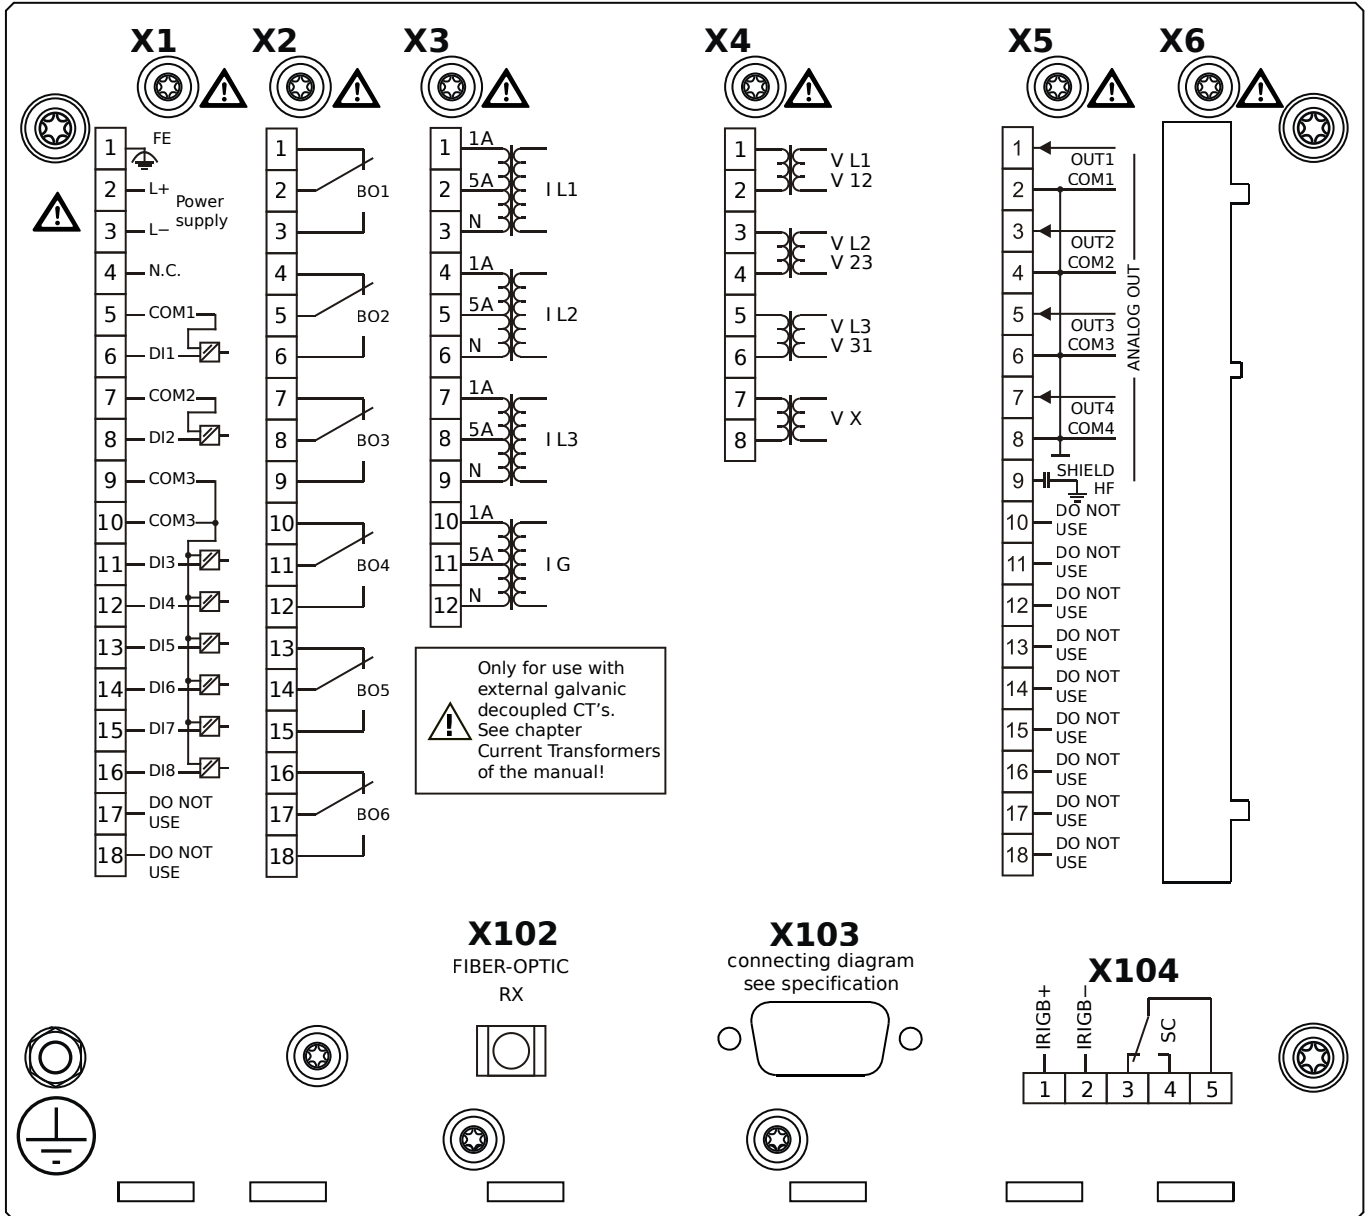 X1 X2 X3 X4 X5 X6
1 FE
2 L+
Power
supply
3 L−
4 N.C.
5 COM1
6 DI1
7 COM2
8 DI2
9 COM3
10 COM3
11 DI3
12 DI4
13 DI5
14 DI6
15 DI7
16 DI8
17 DO NOT
USE
18 DO NOT
USE
1
2 BO1
3
4
5 BO2
6
7
8 BO3
9
10
11 BO4
12
13
14 BO5
15
16
17 BO6
18
1 1A
2 5A I L1
3 N
4 1A
5 5A I L2
6 N
7 1A
8 5A I L3
9 N
10 1A
11 5A I G
12 N
Only for use with
external galvanic
decoupled CT's.
See chapter
Current Transformers
of the manual!
1 V L1
2 V 12
3 V L2
4 V 23
5 V L3
6 V 31
7 V X
8
1 OUT1
2 COM1
3 OUT2
4 COM2
5 OUT3
6 COM3
7 OUT4
8 COM4
ANALOG OUT
9 SHIELD
HF
10 DO NOT
USE
11 DO NOT
USE
12 DO NOT
USE
13 DO NOT
USE
14 DO NOT
USE
15 DO NOT
USE
16 DO NOT
USE
17 DO NOT
USE
18 DO NOT
USE
X102
FIBER-OPTIC
RX
X103
connecting diagram
see specification
X104
IRIGB+
IRIGB−
SC
1 2 3 4 5